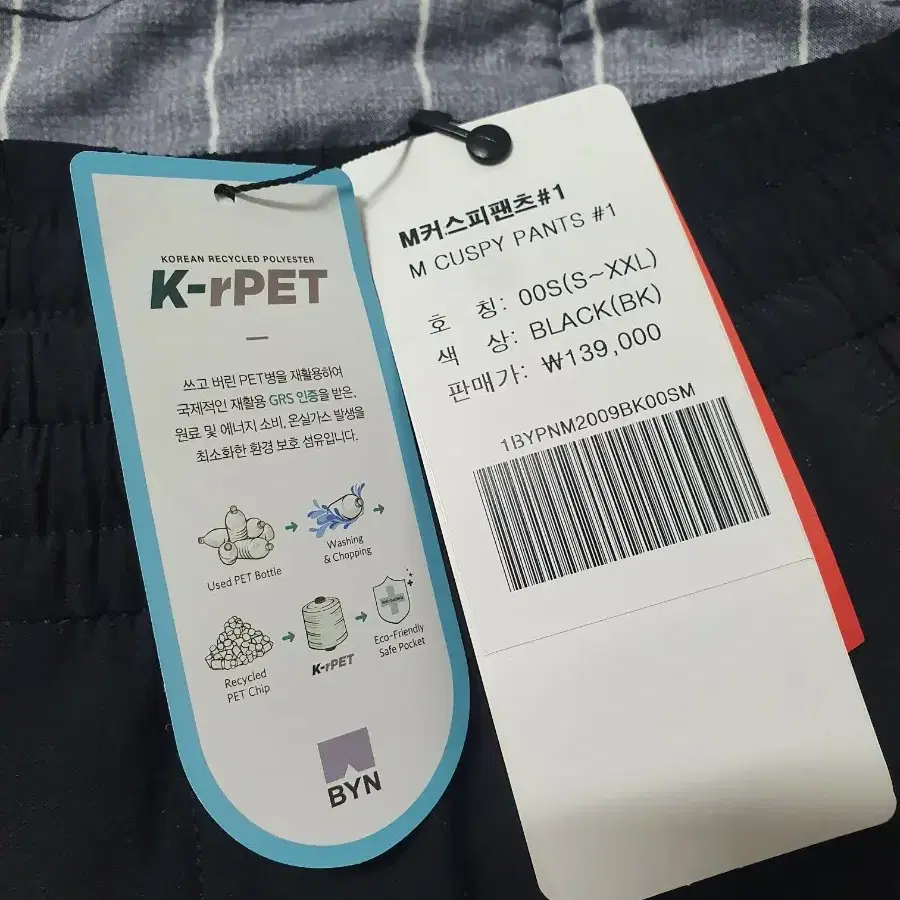 KOREAN RECYCLED POLYESTER
K-rPET
쓰고 버린 PET병을 재활용하여
국제적인 재활용 GRS 인증을 받은,
원료 및 에너지 소비, 온실가스 발생을
최소화한 환경 보호 섬유입니다.
Used PET Bottle
Washing
& Chopping
Recycled
PET Chip
K-rPET
Eco-Friendly
Safe Pocket
BYN
M커스피팬츠#1
M CUSPY PANTS #1
호 칭: 00S(S~XXL)
색 상: BLACK(BK)
판매가: ₩139,000
1BYPNM2009BK00SM